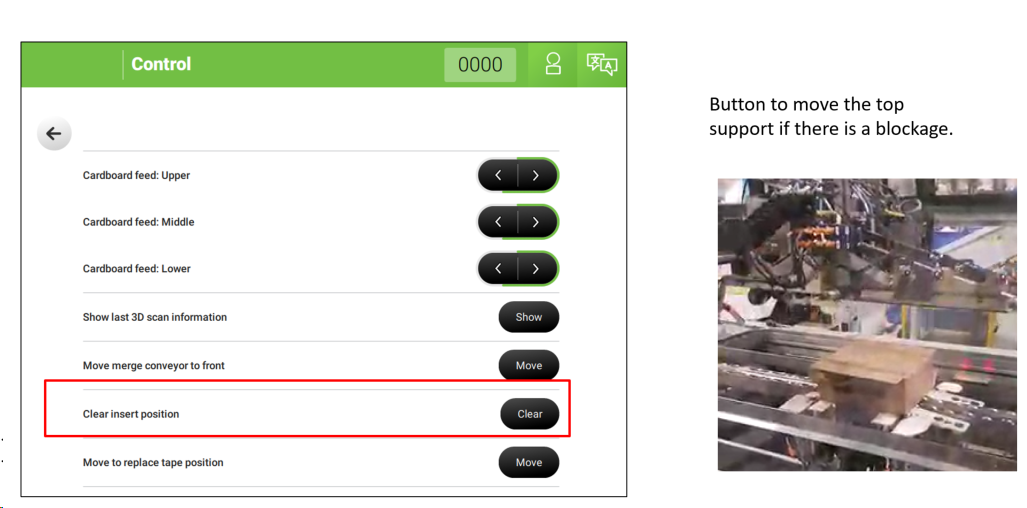 Control
0000
Button to move the top
support if there is a blockage.
Cardboard feed: Upper
Cardboard feed: Middle
Cardboard feed: Lower
Show last 3D scan information
Show
Move merge conveyor to front
Move
Clear insert position
Clear
Move to replace tape position
Move